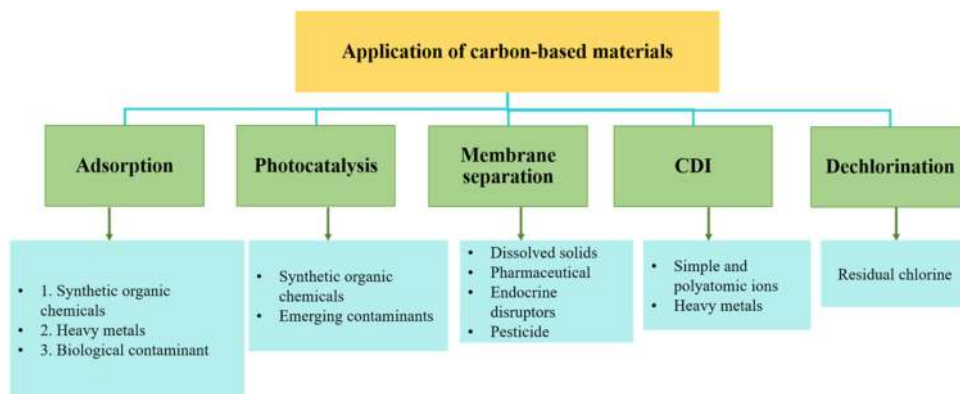 Application of carbon-based materials
Adsorption
Photocatalysis
Membrane
separation
CDI
Dechlorination
• 1. Synthetic organic
chemicals
• 2. Heavy metals
• 3. Biological contaminant
• Synthetic organic
chemicals
• Emerging contaminants
• Dissolved solids
• Pharmaceutical
• Endocrine
disruptors
• Pesticide
• Simple and
polyatomic ions
• Heavy metals
Residual chlorine